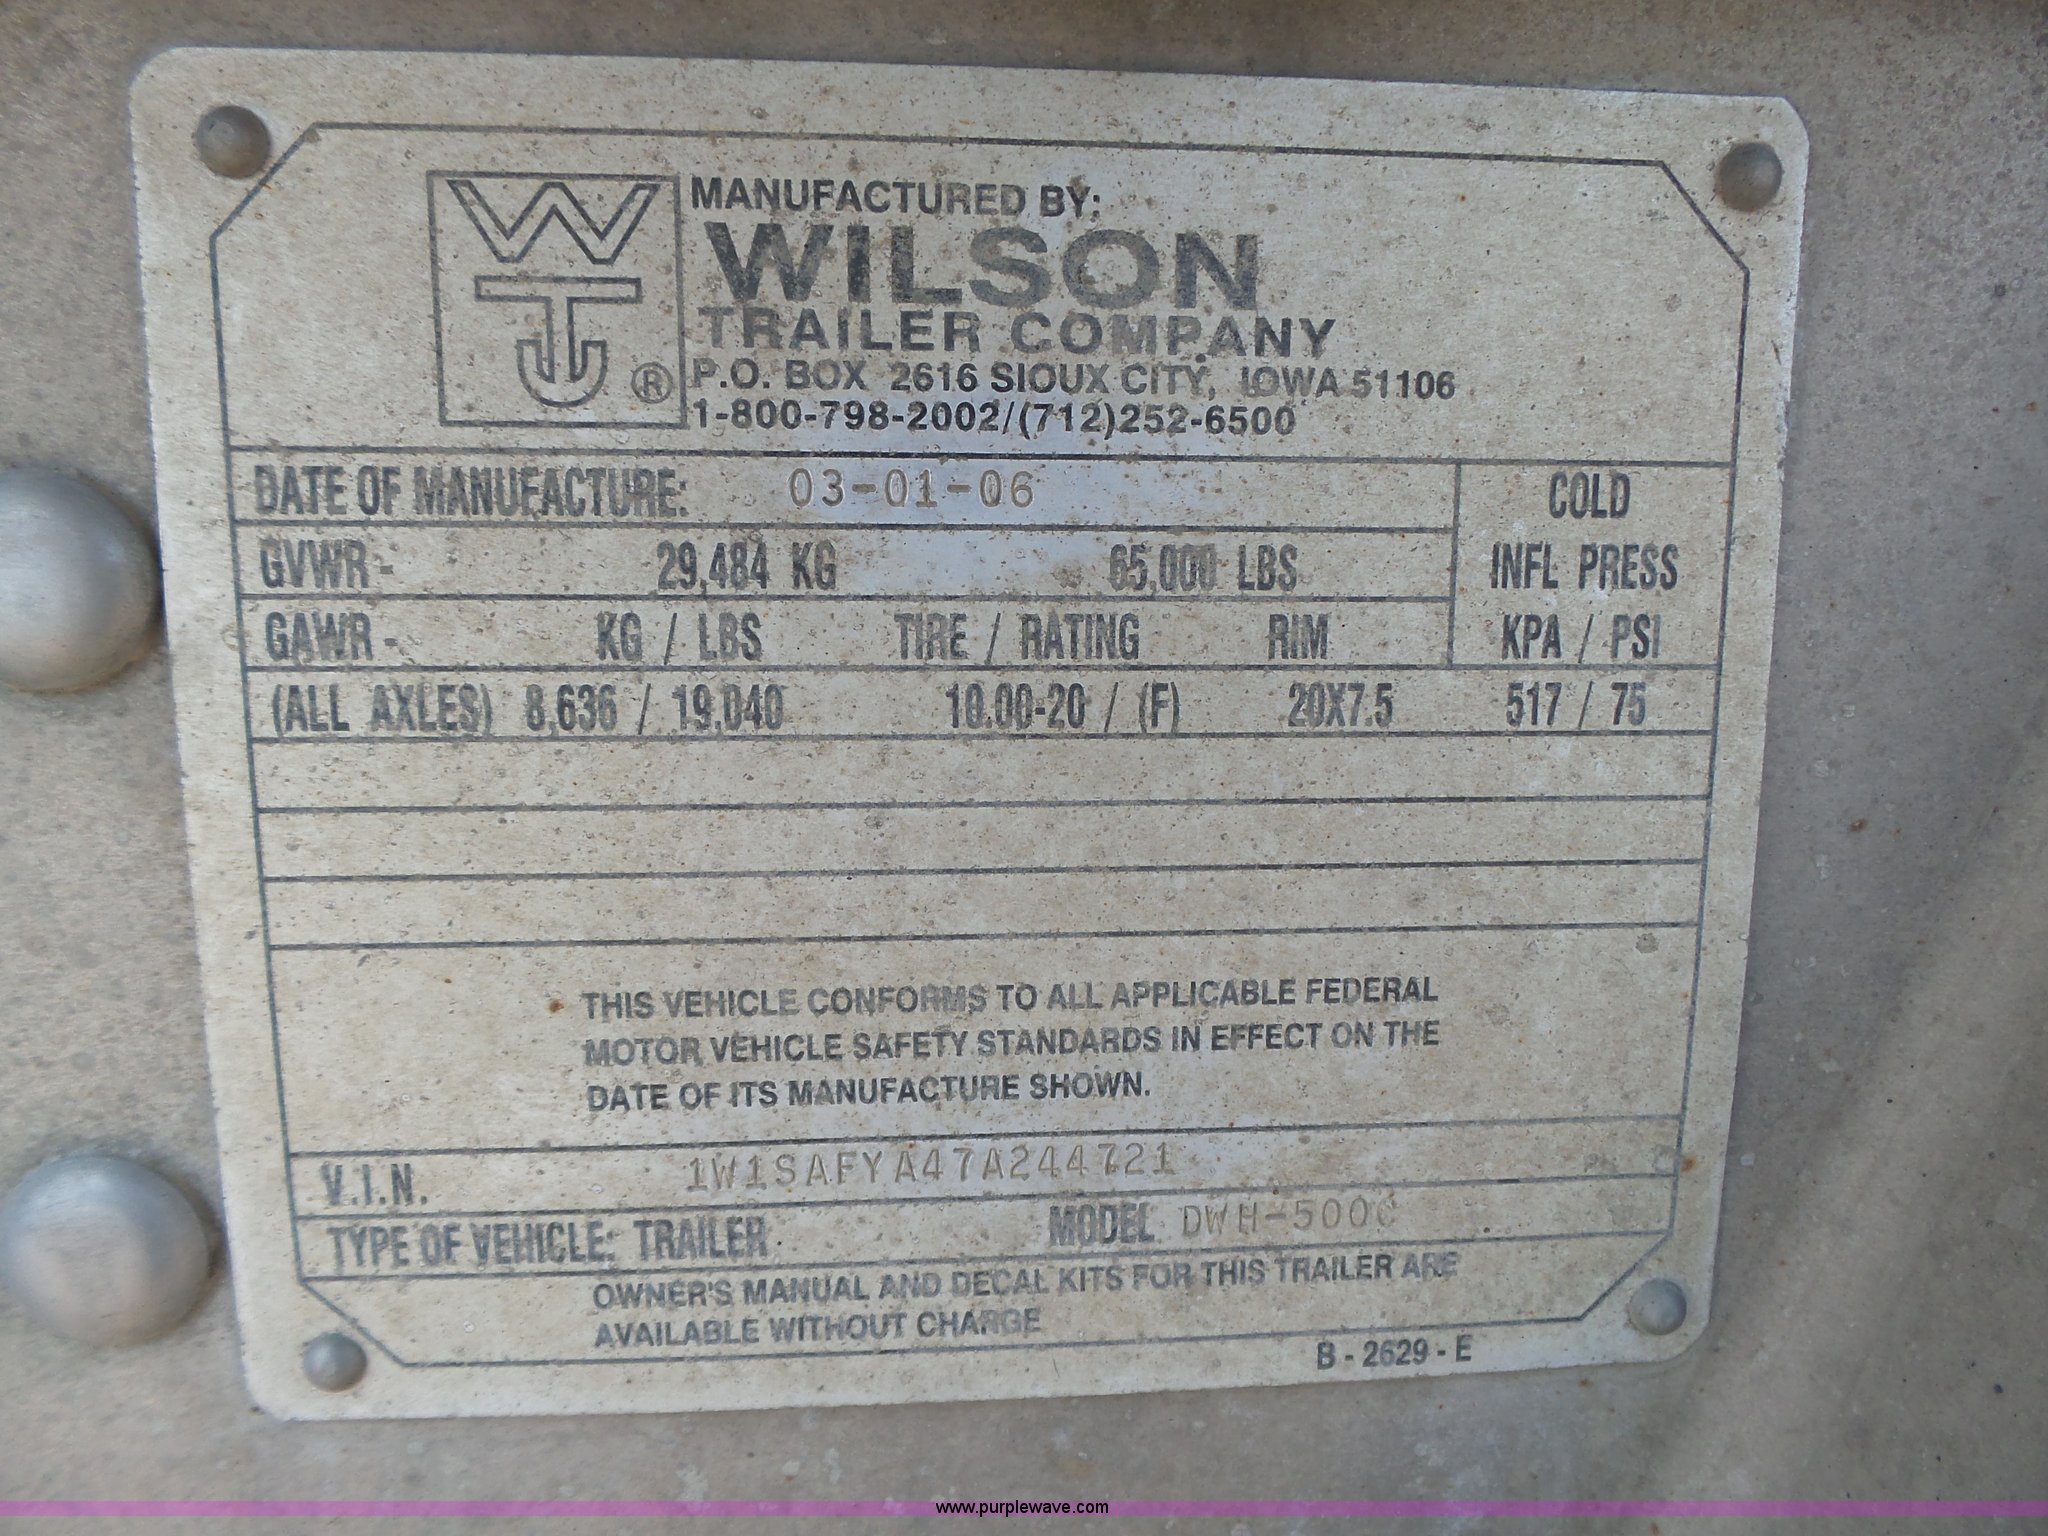 WTJ ®
MANUFACTURED BY:
WILSON
TRAILER COMPANY
P.O. BOX 2616 SIOUX CITY, IOWA 51106
1-800-798-2002/(712)252-6500
DATE OF MANUFACTURE: 03-01-06
COLD
GVWR- 29,484 KG 65,000 LBS INFL PRESS
GAWR- KG / LBS TIRE / RATING RIM KPA / PSI
(ALL AXLES) 8,636 / 19,040 10.00-20 / (F) 20X7.5 517 / 75
THIS VEHICLE CONFORMS TO ALL APPLICABLE FEDERAL
MOTOR VEHICLE SAFETY STANDARDS IN EFFECT ON THE
DATE OF ITS MANUFACTURE SHOWN.
V.I.N. 1W1SAFYA47A244721
TYPE OF VEHICLE: TRAILER MODEL DWH-500C
OWNER'S MANUAL AND DECAL KITS FOR THIS TRAILER ARE
AVAILABLE WITHOUT CHARGE
B - 2629 - E
www.purplewave.com